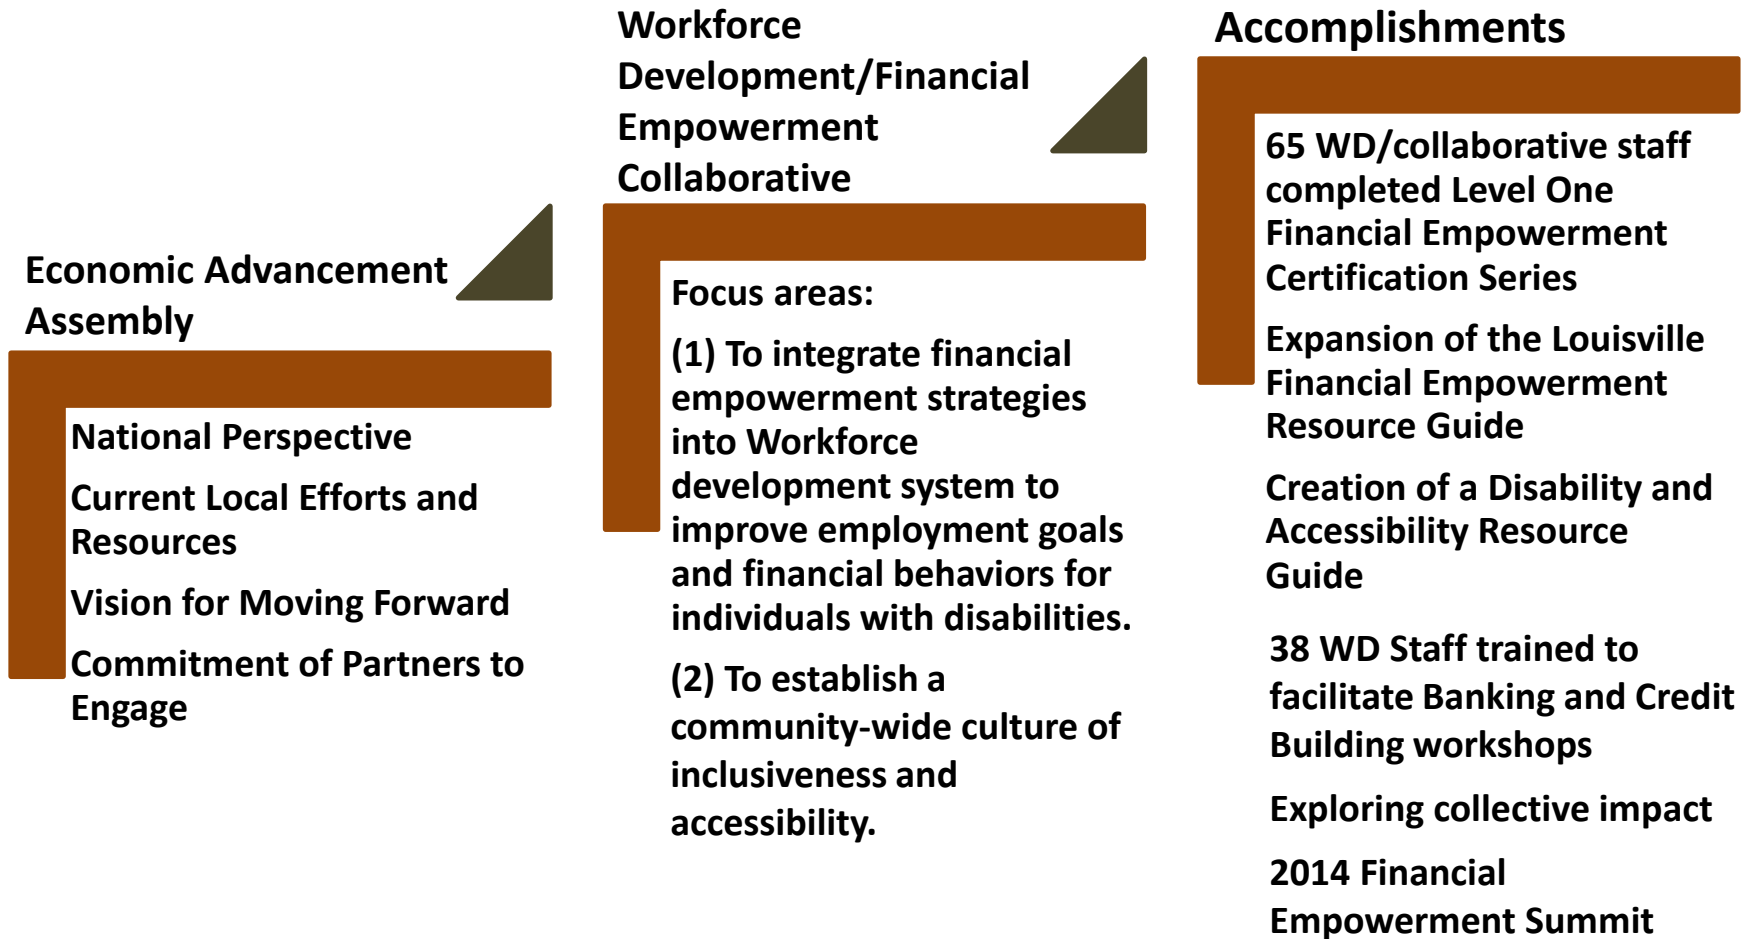 Economic Advancement
Assembly
National Perspective
Current Local Efforts and
Resources
Vision for Moving Forward
Commitment of Partners to
Engage
Workforce
Development/Financial
Empowerment
Collaborative
Focus areas:
(1) To integrate financial
empowerment strategies
into Workforce
development system to
improve employment goals
and financial behaviors for
individuals with disabilities.
(2) To establish a
community-wide culture of
inclusiveness and
accessibility.
Accomplishments
65 WD/collaborative staff
completed Level One
Financial Empowerment
Certification Series
Expansion of the Louisville
Financial Empowerment
Resource Guide
Creation of a Disability and
Accessibility Resource
Guide
38 WD Staff trained to
facilitate Banking and Credit
Building workshops
Exploring collective impact
2014 Financial
Empowerment Summit